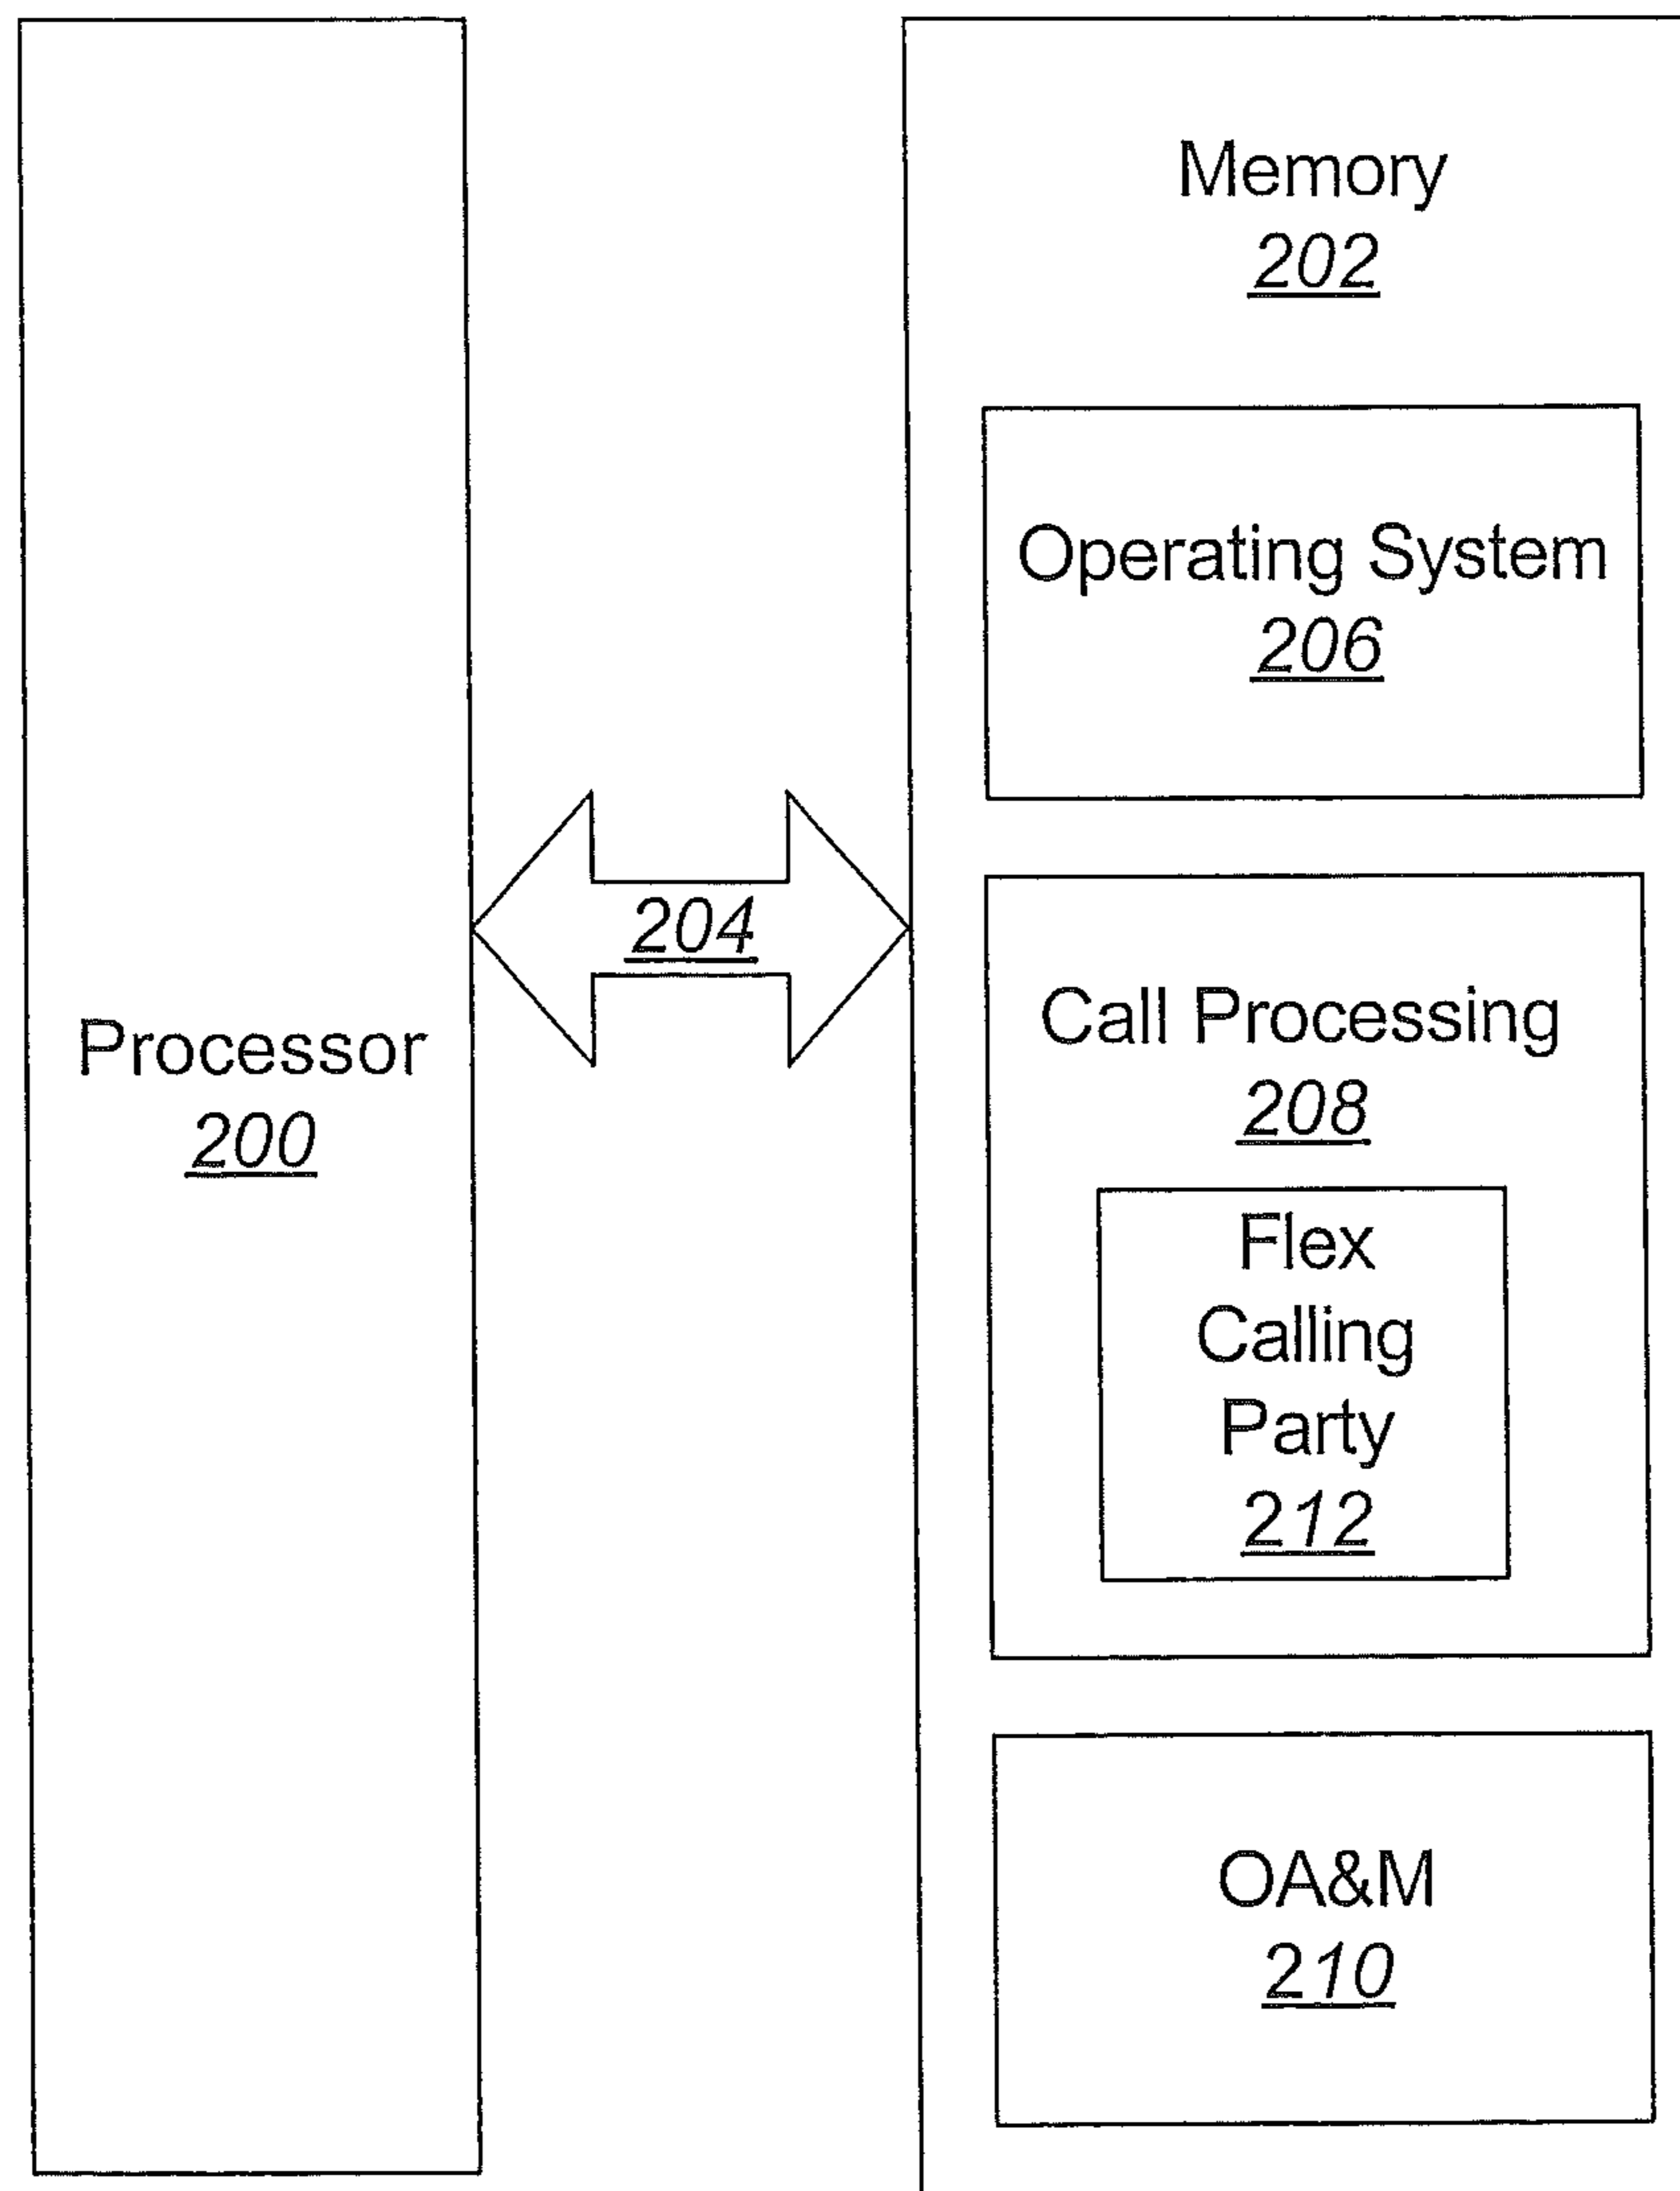 Memory
202
Operating System
206
204
Processor
200
Call Processing
208
Flex
Calling
Party
212
OA&M
210